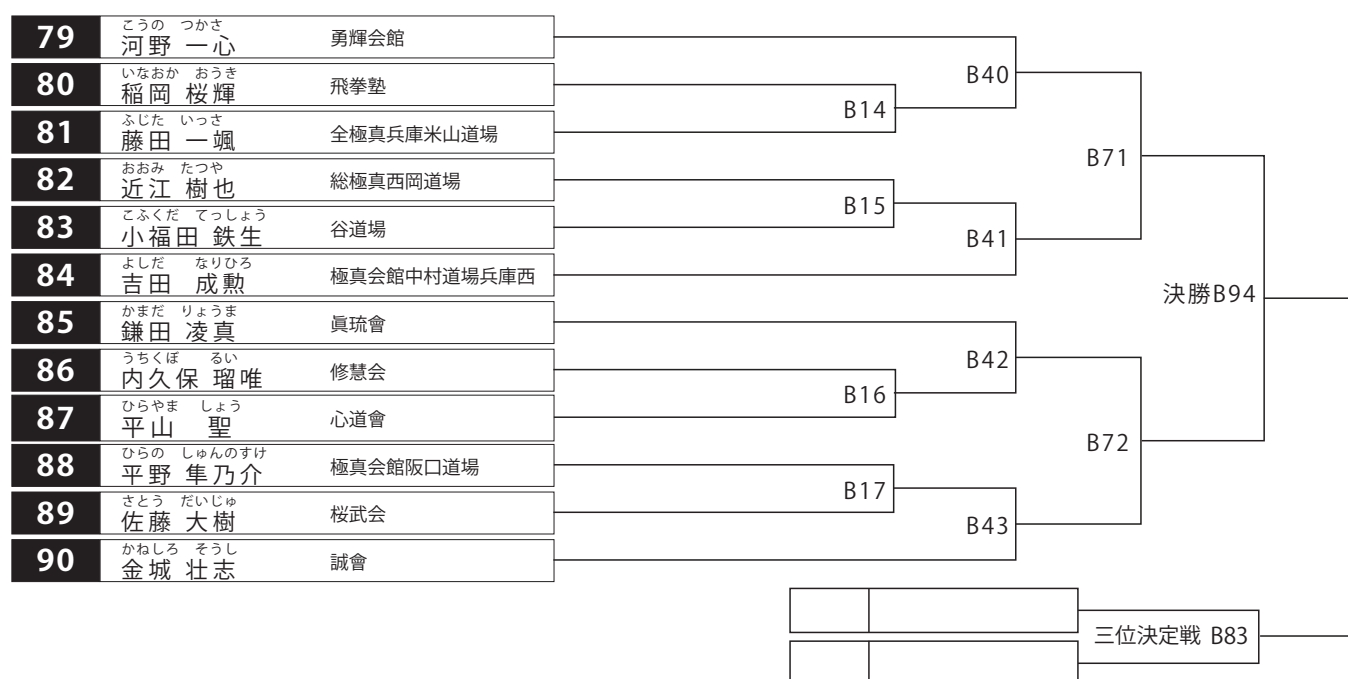 こうの つかさ
79 河野 一心 勇輝会館
いなおか おうき
80 稲岡 桜輝 飛拳塾
ふじた いっさ
81 藤田 一颯 全極真兵庫米山道場
おおみ たつや
82 近江 樹也 総極真西岡道場
こふくだ てっしょう
83 小福田 鉄生 谷道場
よしだ なりひろ
84 吉田 成勲 極真会館中村道場兵庫西
かまだ りょうま
85 鎌田 凌真 眞琉會
うちくぼ るい
86 内久保 瑠唯 修慧会
ひらやま しょう
87 平山 聖 心道會
ひらの しゅんのすけ
88 平野 隼乃介 極真会館阪口道場
さとう だいじゅ
89 佐藤 大樹 桜武会
かねしろ そうし
90 金城 壮志 誠會
B14
B15
B16
B17
B40
B41
B42
B43
B71
B72
決勝B94
三位決定戦 B83